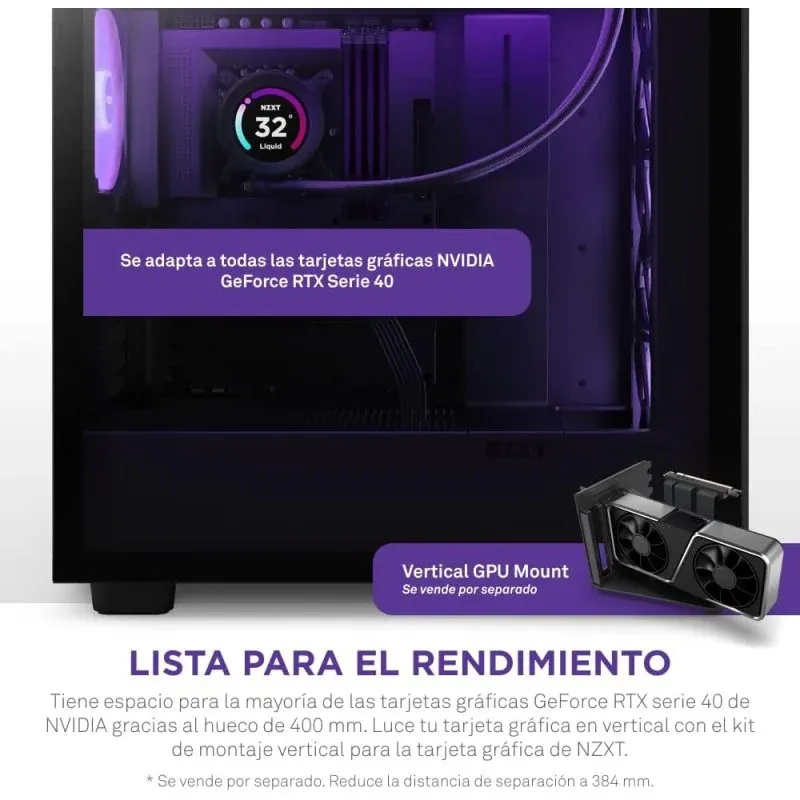 NZXT
32°
Liquid
Se adapta a todas las tarjetas gráficas NVIDIA
GeForce RTX Serie 40
NZXT
Vertical GPU Mount
Se vende por separado
LISTA PARA EL RENDIMIENTO
Tiene espacio para la mayoría de las tarjetas gráficas GeForce RTX serie 40 de
NVIDIA gracias al hueco de 400 mm. Luce tu tarjeta gráfica en vertical con el kit
de montaje vertical para la tarjeta gráfica de NZXT.
* Se vende por separado. Reduce la distancia de separación a 384 mm.